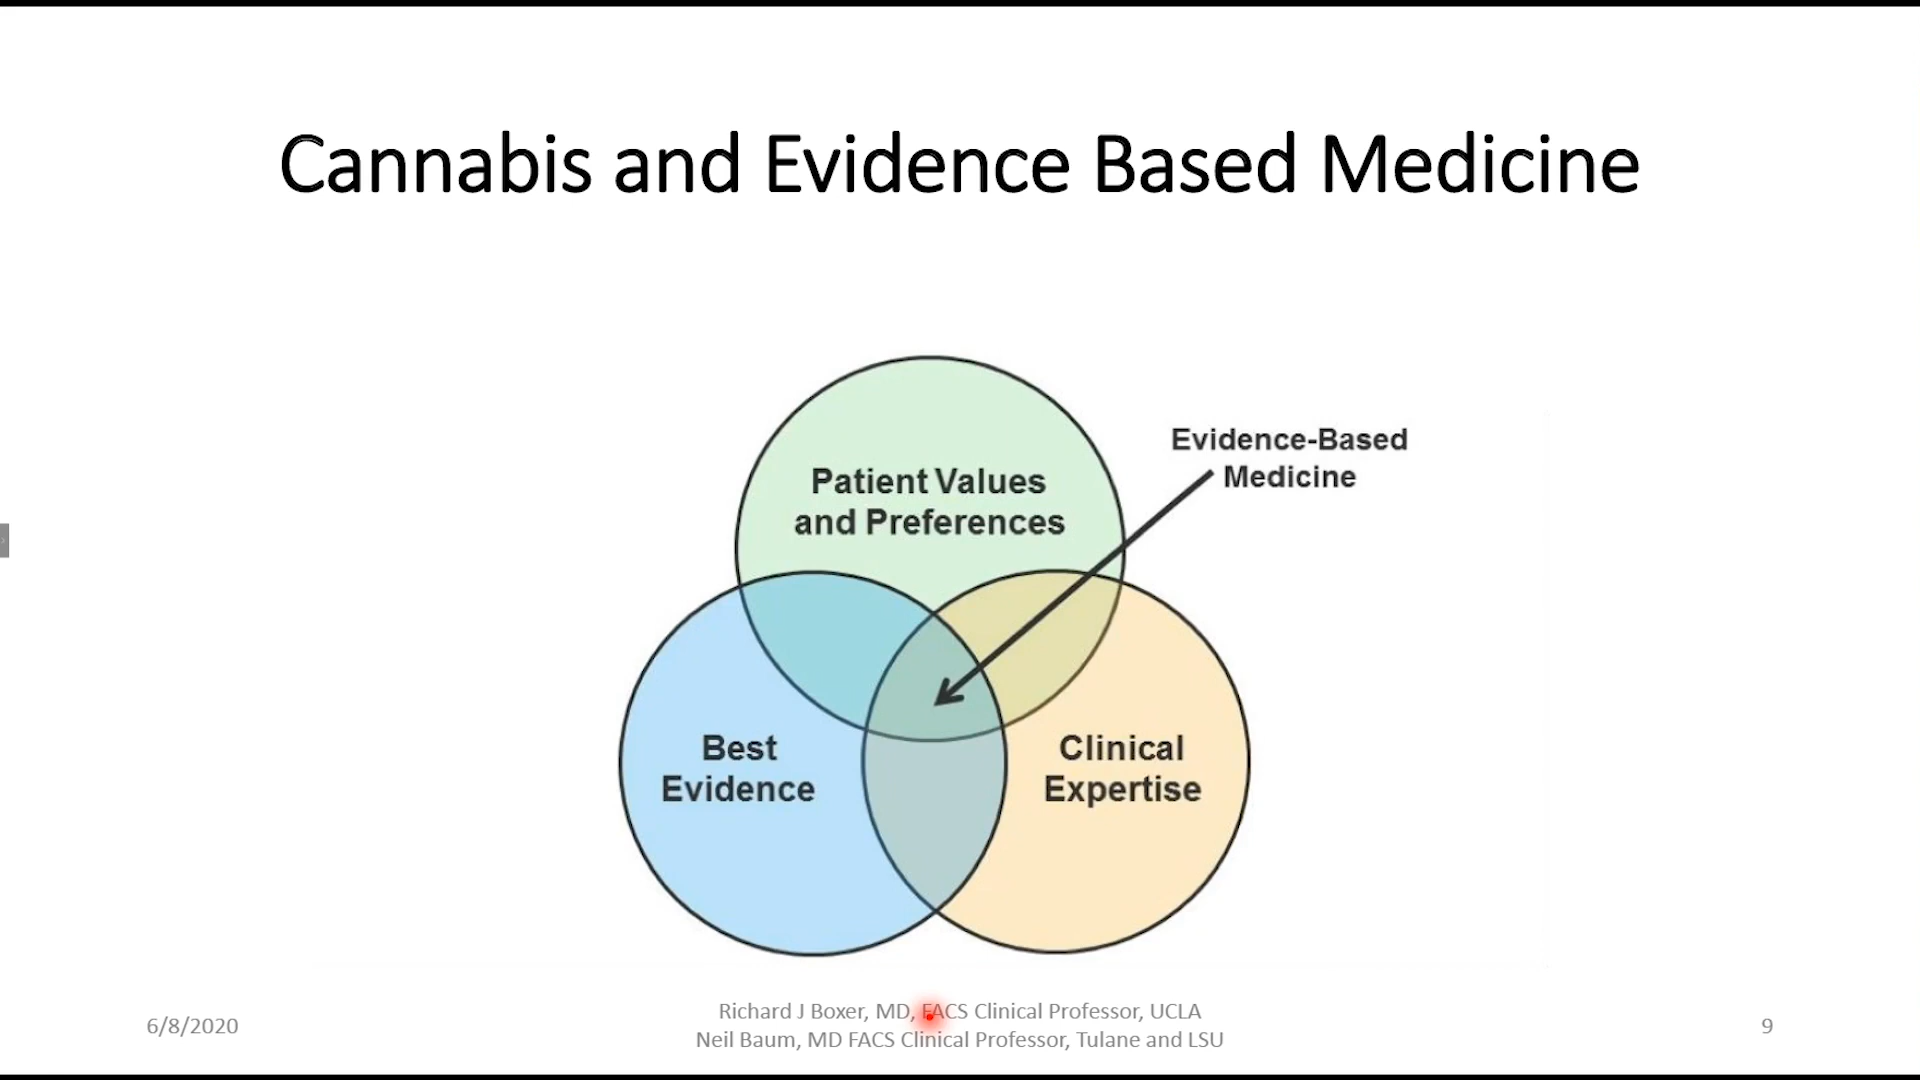 Cannabis and Evidence Based Medicine
Patient Values
and Preferences
Evidence-Based
Medicine
Best
Evidence
Clinical
Expertise
6/8/2020
Richard J Boxer, MD, FACS Clinical Professor, UCLA
Neil Baum, MD FACS Clinical Professor, Tulane and LSU
9